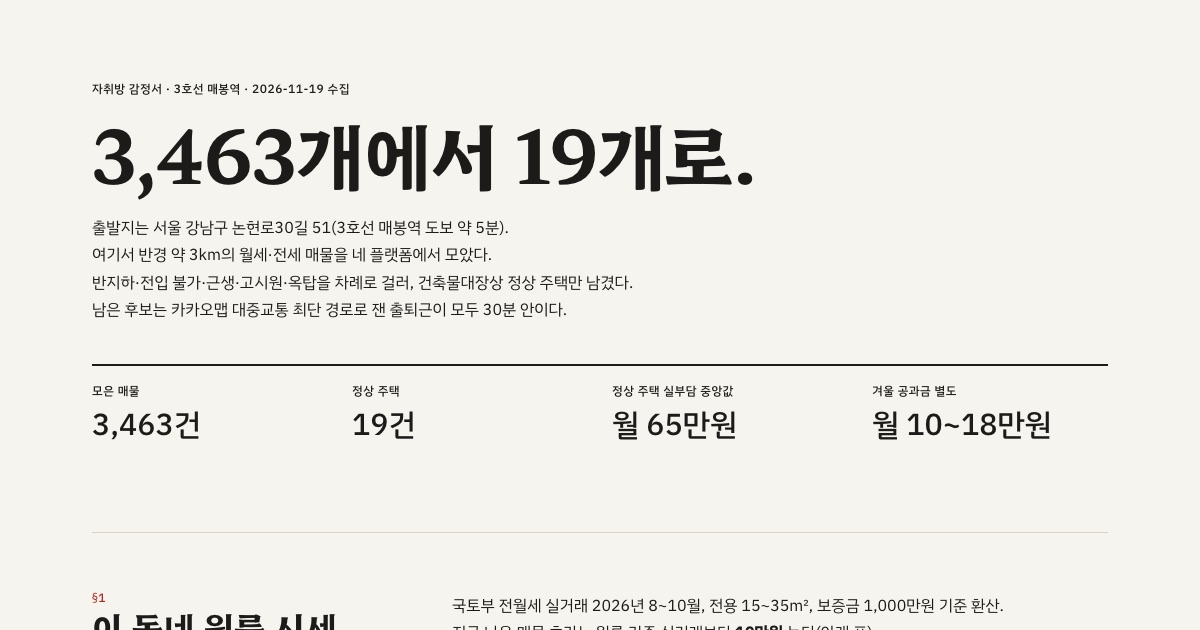 자취방 감정서 · 3호선 매봉역 · 2026-11-19 수집
3,463개에서 19개로.
출발지는 서울 강남구 논현로30길 51(3호선 매봉역 도보 약 5분).
여기서 반경 약 3km의 월세·전세 매물을 네 플랫폼에서 모았다.
반지하·전입 불가·근생·고시원·옥탑을 차례로 걸러, 건축물대장상 정상 주택만 남겼다.
남은 후보는 카카오맵 대중교통 최단 경로로 잰 출퇴근이 모두 30분 안이다.
모은 매물
3,463건
정상 주택
19건
정상 주택 실부담 중앙값
월 65만원
겨울 공과금 별도
월 10~18만원
§1
이 동네 원룸 시세
국토부 전월세 실거래 2026년 8~10월, 전용 15~35m², 보증금 1,000만원 기준 환산.